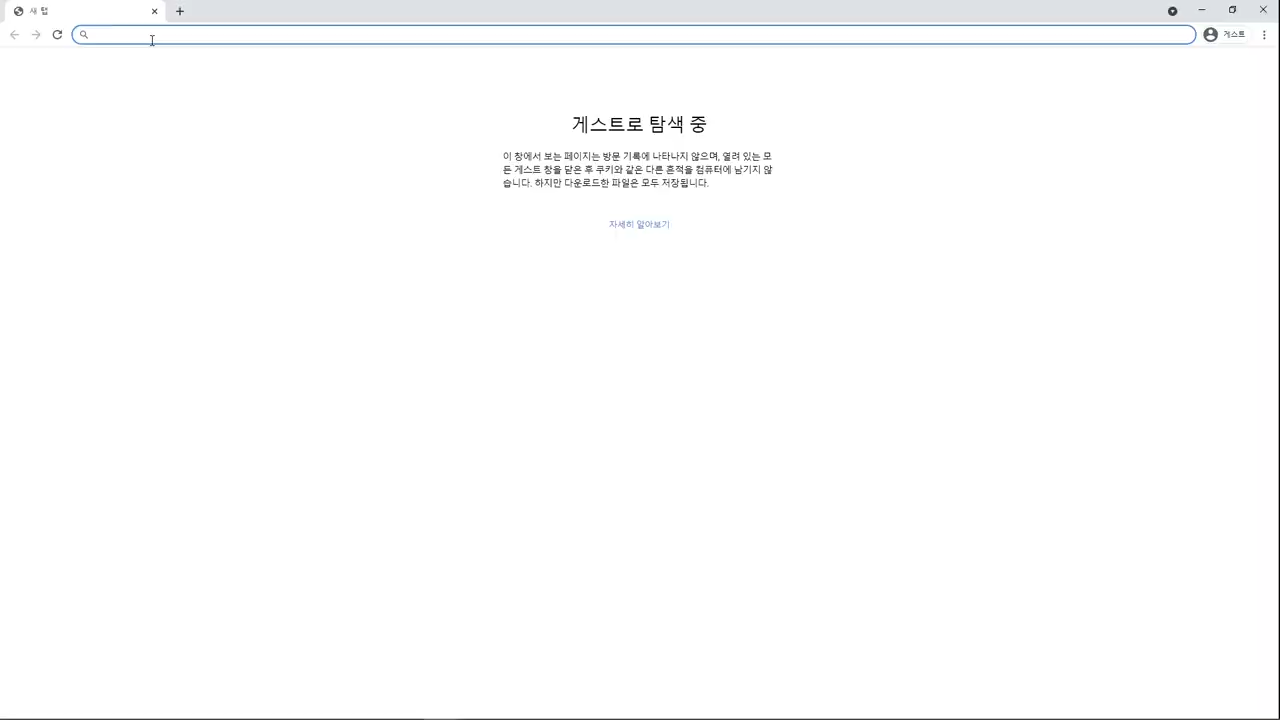 새 탭
게스트
게스트로 탐색 중
이 창에서 보는 페이지는 방문 기록에 나타나지 않으며, 열려 있는 모
든 게스트 창을 닫은 후 쿠키와 같은 다른 흔적을 컴퓨터에 남기지 않
습니다. 하지만 다운로드한 파일은 모두 저장됩니다.
자세히 알아보기